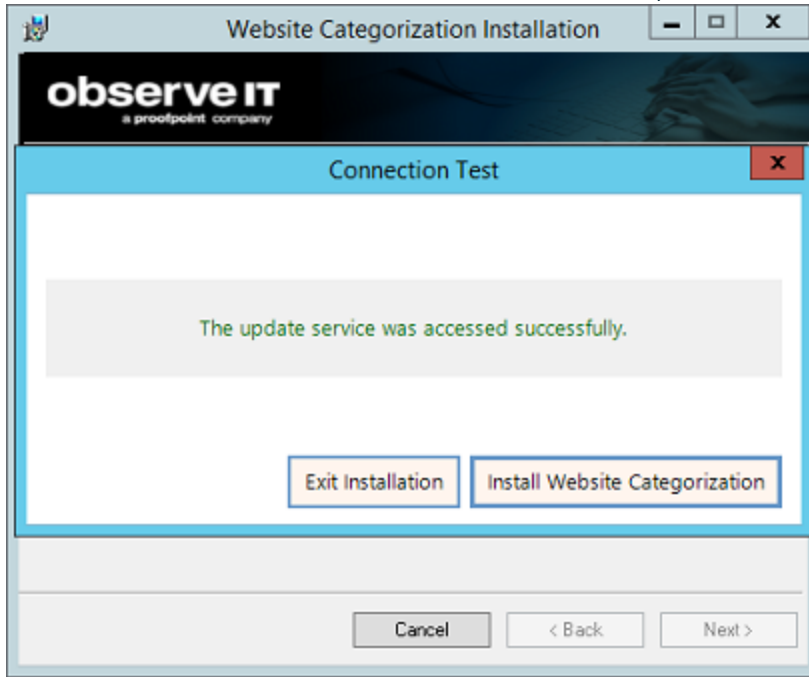 Website Categorization Installation
observe IT
a proofpoint company
Connection Test
The update service was accessed successfully.
Exit Installation
Install Website Categorization
Cancel
< Back
Next >